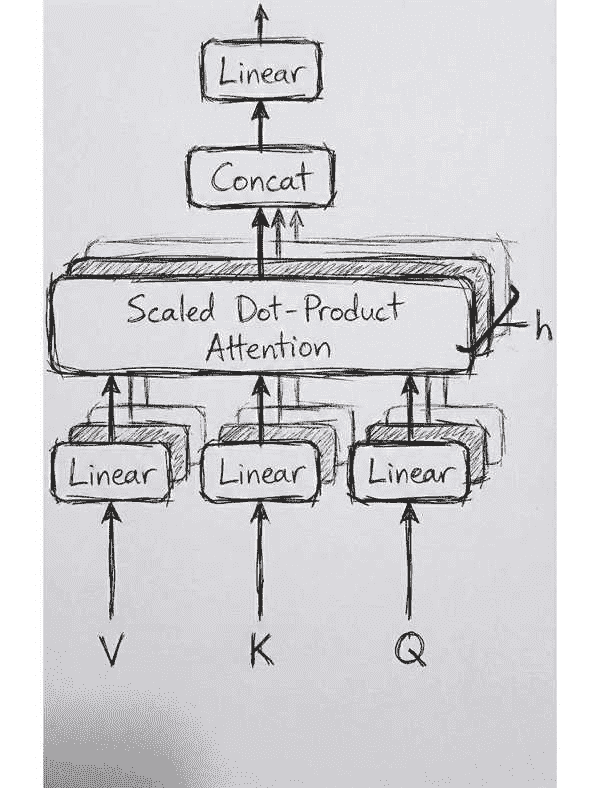 Linear
Concat
Scaled Dot-Product
Attention
h
Linear Linear Linear
V K Q